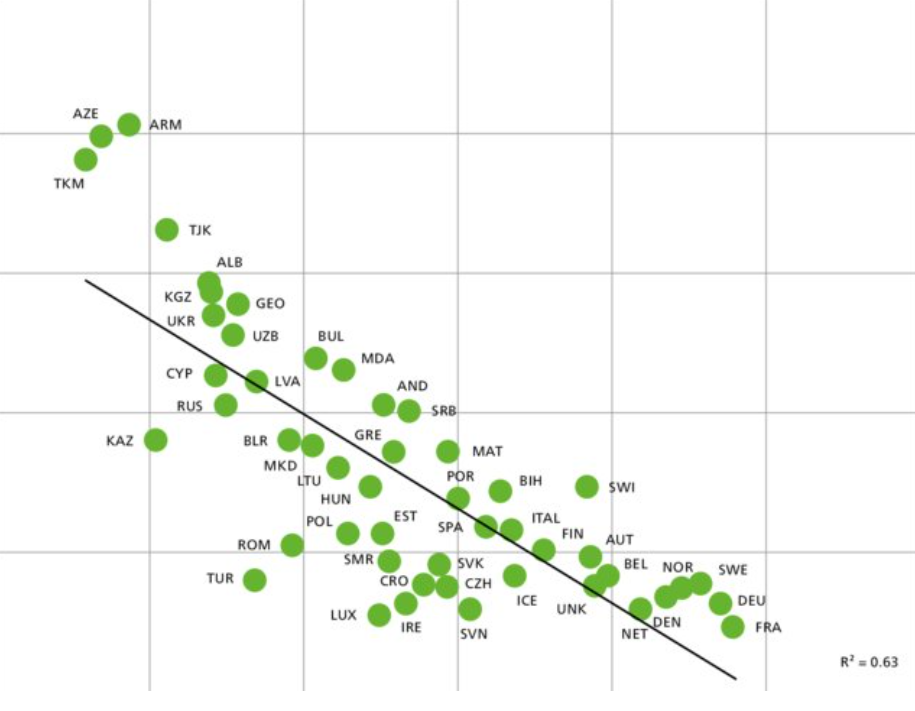 AZE
ARM
TKM
TJK
ALB
KGZ
GEO
UKR
UZB
BUL
MDA
CYP
LVA
RUS
AND
SRB
KAZ
BLR
GRE
MAT
MKD
LTU
POR
BIH
SWI
HUN
POL
EST
SPA
ITAL
FIN
AUT
ROM
SMR
SVK
BEL
NOR
SWE
TUR
CRO
CZH
ICE
UNK
DEU
LUX
IRE
SVN
NET
DEN
FRA
R² = 0.63